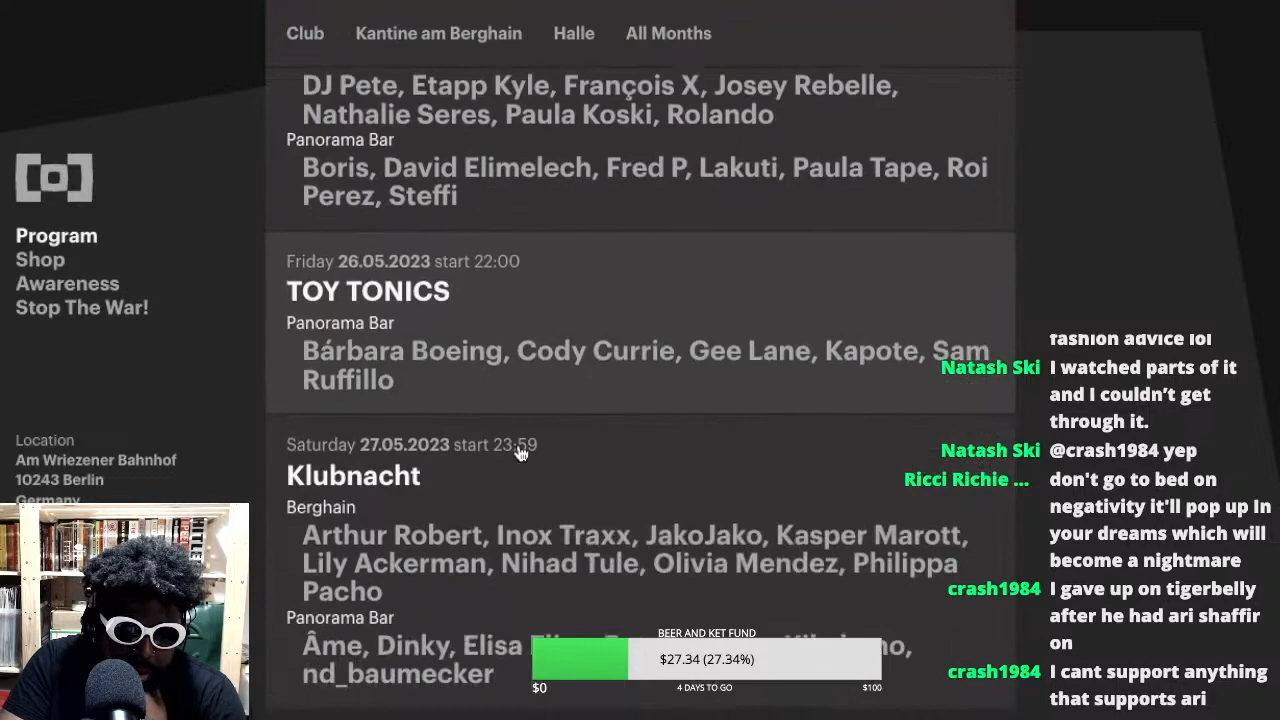 Club Kantine am Berghain Halle All Months
DJ Pete, Etapp Kyle, François X, Josey Rebelle,
Nathalie Seres, Paula Koski, Rolando
Panorama Bar
Boris, David Elimelech, Fred P, Lakuti, Paula Tape, Roi
Perez, Steffi
Program
Shop
Awareness
Stop The War!
Friday 26.05.2023 start 22:00
TOY TONICS
Panorama Bar
Bárbara Boeing, Cody Currie, Gee Lane, Kapote, Sam
Ruffillo
Saturday 27.05.2023 start 23:59
Klubnacht
Berghain
Arthur Robert, Inox Traxx, JakoJako, Kasper Marott,
Lily Ackerman, Nihad Tule, Olivia Mendez, Philippa
Pacho
Panorama Bar
Âme, Dinky, Elisa
nd_baumecker
Location
Am Wriezener Bahnhof
10243 Berlin
Germany
BEER AND KET FUND
$27.34 (27.34%)
$0 4 DAYS TO GO $100
fashion advice lol
Natash Ski I watched parts of it
and I couldn't get
through it.
Natash Ski @crash1984 yep
Ricci Richie ... don't go to bed on
negativity it'll pop up In
your dreams which will
become a nightmare
crash1984 I gave up on tigerbelly
after he had ari shaffir
on
crash1984 I cant support anything
that supports ari